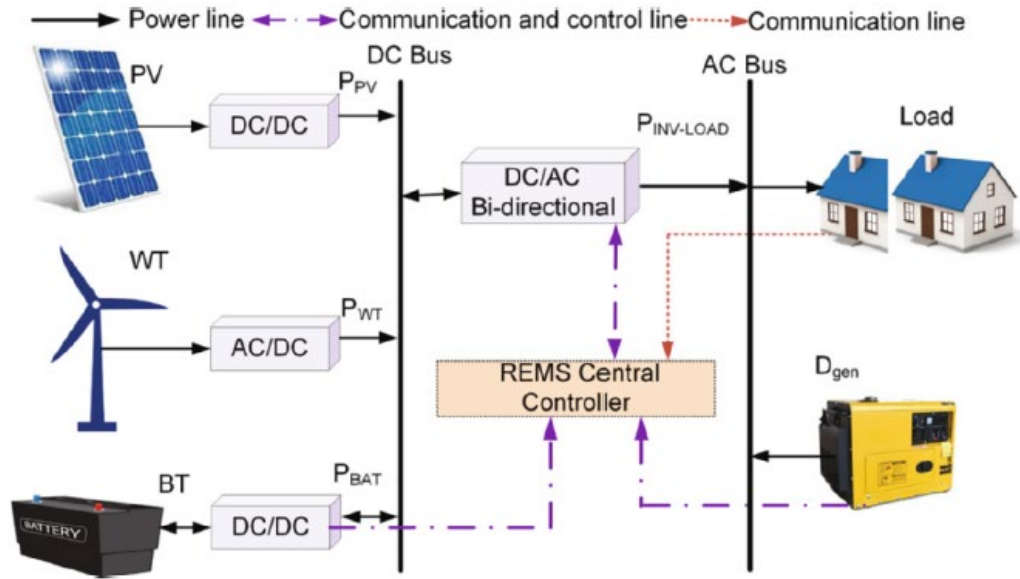 Power line
Communication and control line
Communication line
DC Bus
AC Bus
PV
P_PV
DC/DC
P_INV-LOAD
Load
DC/AC
Bi-directional
WT
P_WT
AC/DC
REMS Central
Controller
D_gen
BT
P_BAT
DC/DC
BATTERY